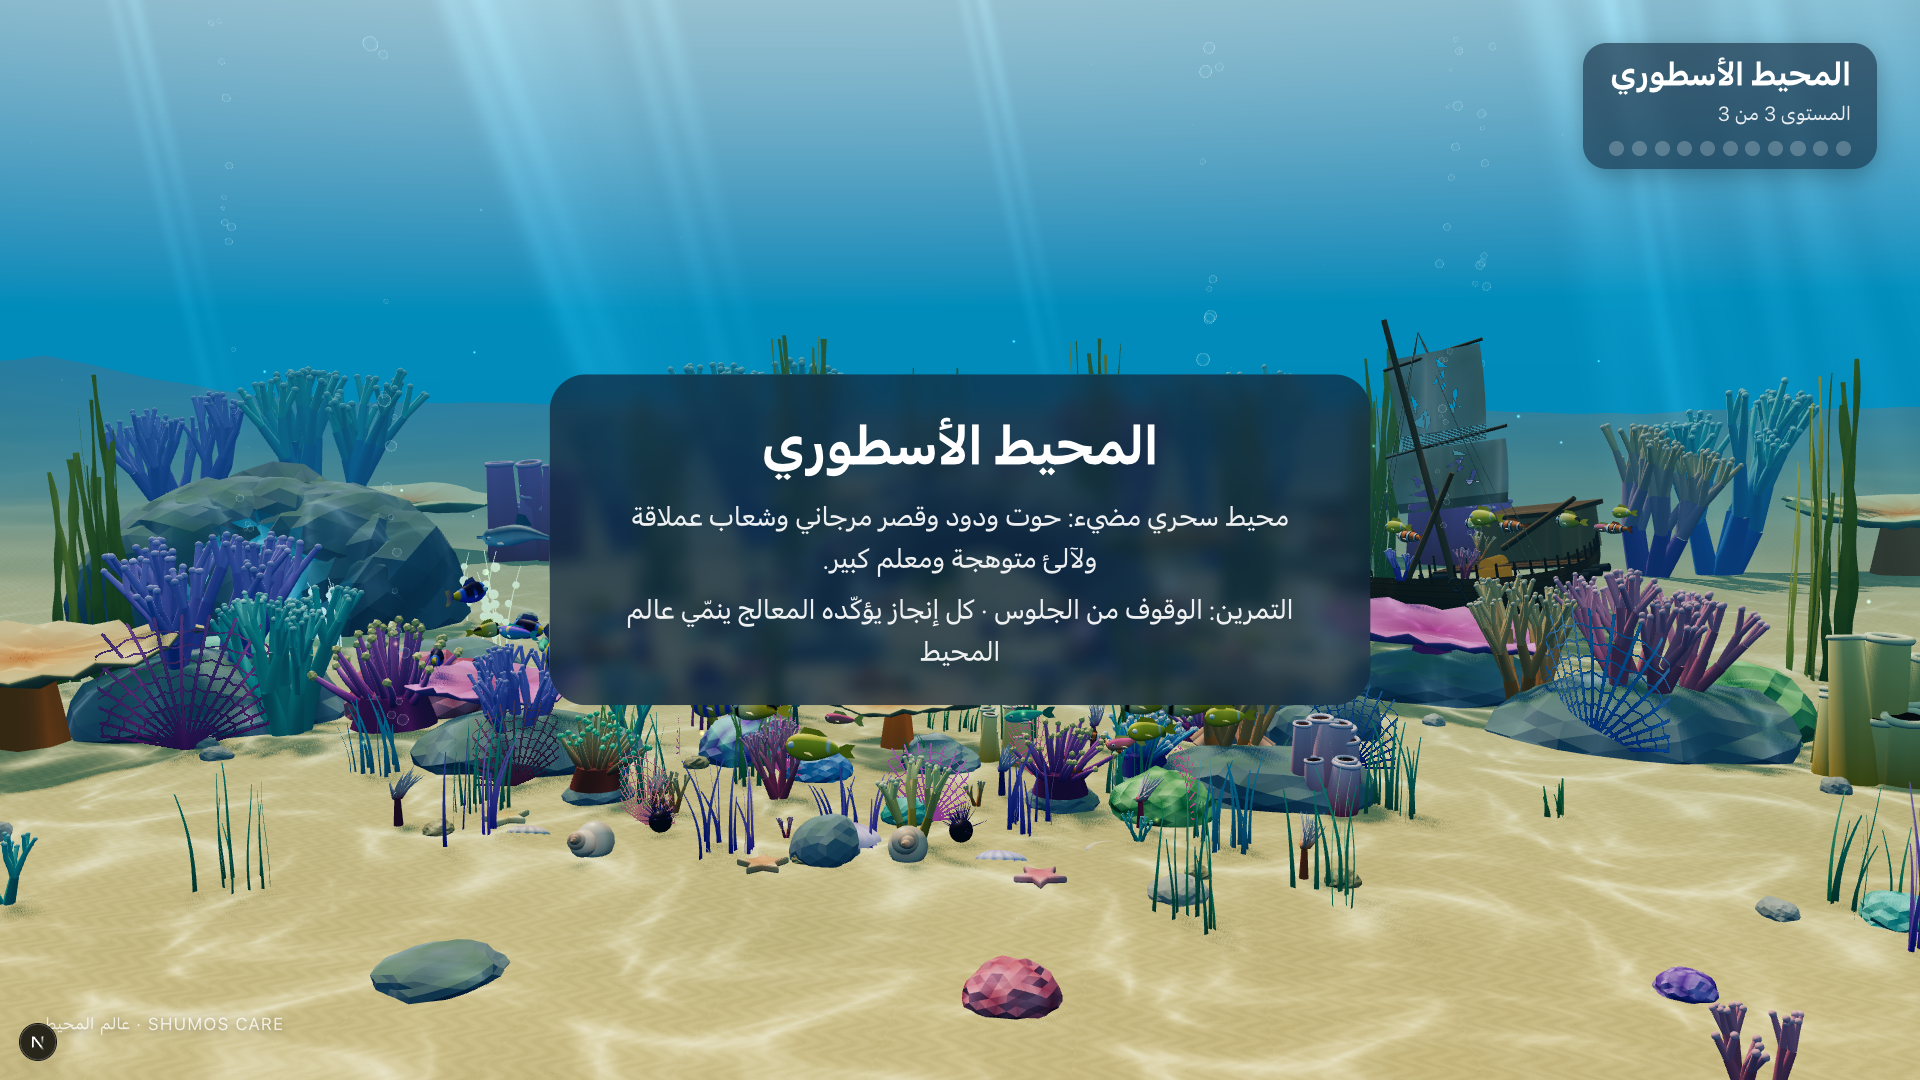 المحيط الأسطوري
المستوى 3 من 3
المحيط الأسطوري
محيط سحري مضيء: حوت ودود وقصر مرجاني وشعاب عملاقة
ولآلئ متوهجة ومعلم كبير.
التمرين: الوقوف من الجلوس · كل إنجاز يؤكّده المعالج ينمّي عالم
المحيط
SHUMOS CARE · عالم المحيط
N